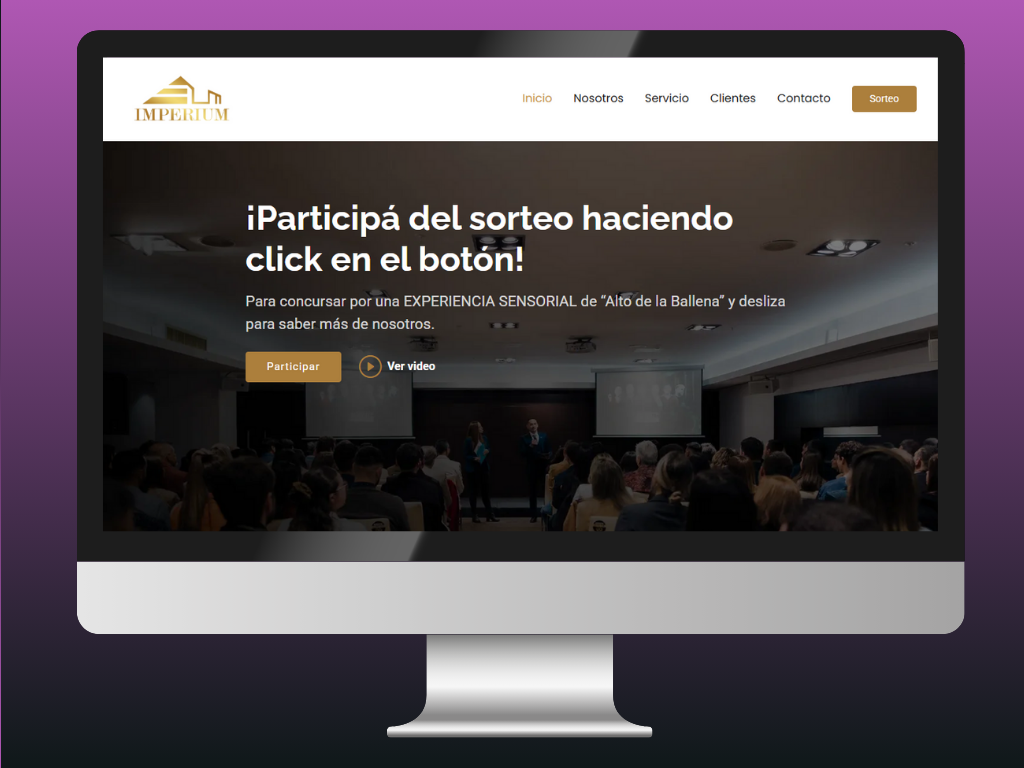 IMPERIUM
Inicio Nosotros Servicio Clientes Contacto Sorteo
¡Participá del sorteo haciendo
click en el botón!
Para concursar por una EXPERIENCIA SENSORIAL de “Alto de la Ballena” y desliza
para saber más de nosotros.
Participar Ver video